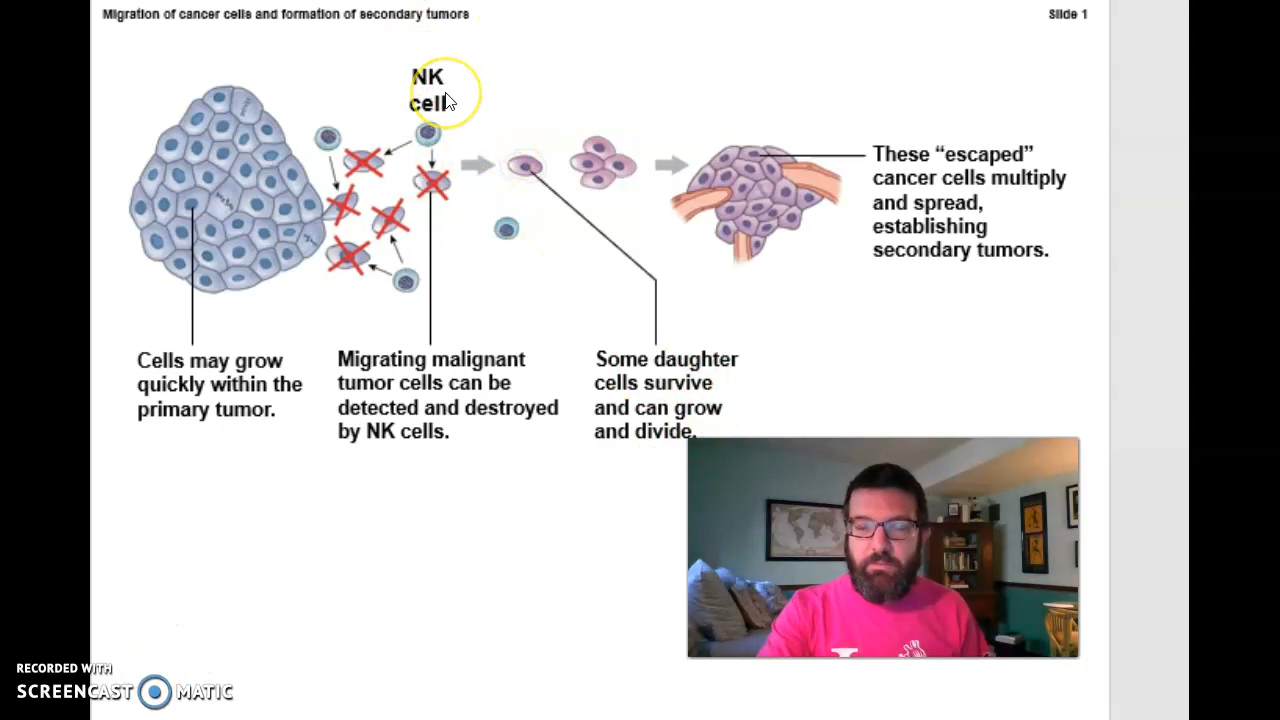 Migration of cancer cells and formation of secondary tumors
Slide 1
NK
cell
These “escaped”
cancer cells multiply
and spread,
establishing
secondary tumors.
Cells may grow
quickly within the
primary tumor.
Migrating malignant
tumor cells can be
detected and destroyed
by NK cells.
Some daughter
cells survive
and can grow
and divide.
RECORDED WITH
SCREENCAST MATIC